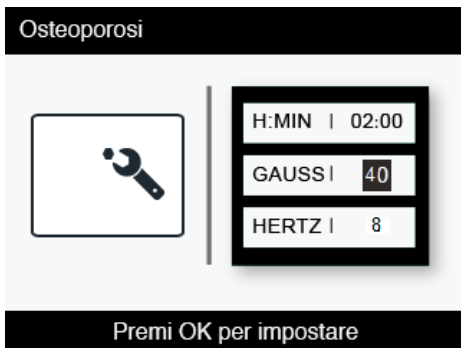 Osteoporosi
H:MIN | 02:00
GAUSS | 40
HERTZ | 8
Premi OK per impostare